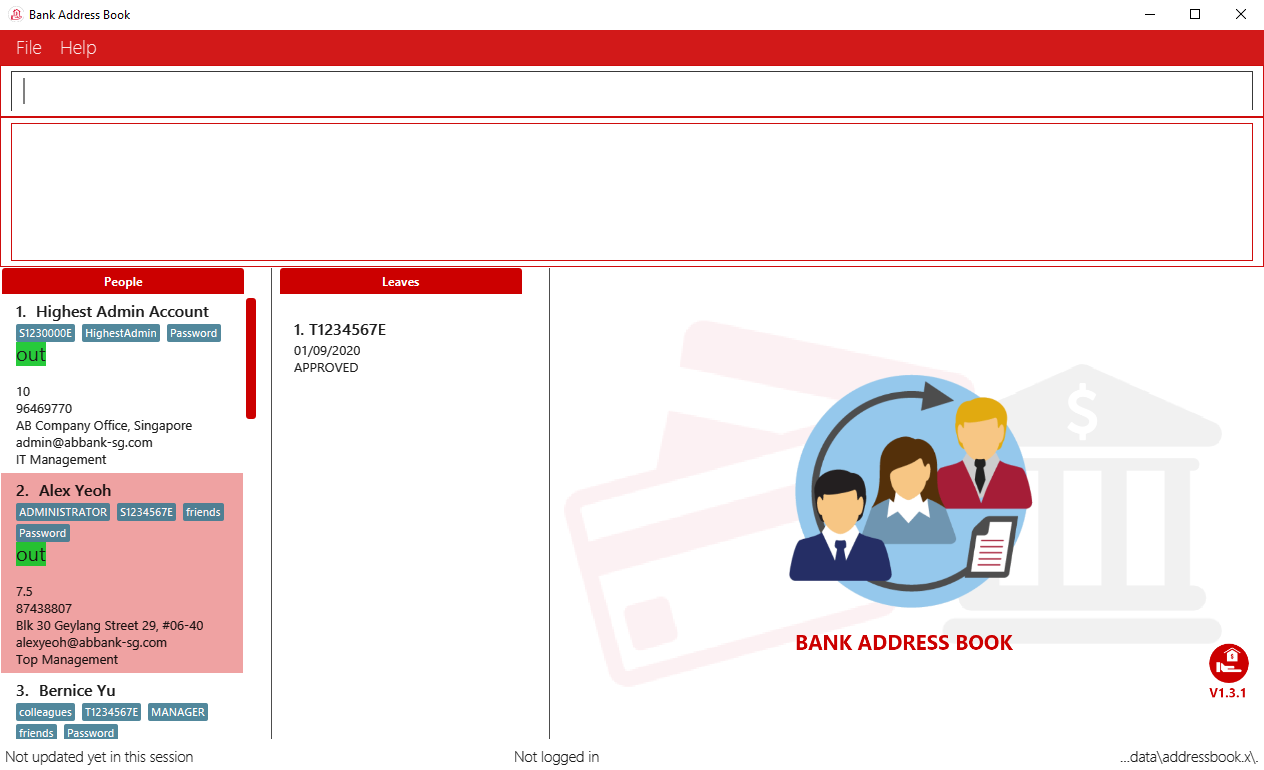 Bank Address Book
File Help
People
1. Highest Admin Account
S1230000E HighestAdmin Password
out
10
96469770
AB Company Office, Singapore
admin@abbank-sg.com
IT Management
2. Alex Yeoh
ADMINISTRATOR S1234567E friends
Password
out
7.5
87438807
Blk 30 Geylang Street 29, #06-40
alexyeoh@abbank-sg.com
Top Management
3. Bernice Yu
colleagues T1234567E MANAGER
friends Password
Leaves
1. T1234567E
01/09/2020
APPROVED
$
BANK ADDRESS BOOK
V1.3.1
Not updated yet in this session
Not logged in
...data\addressbook.x\.